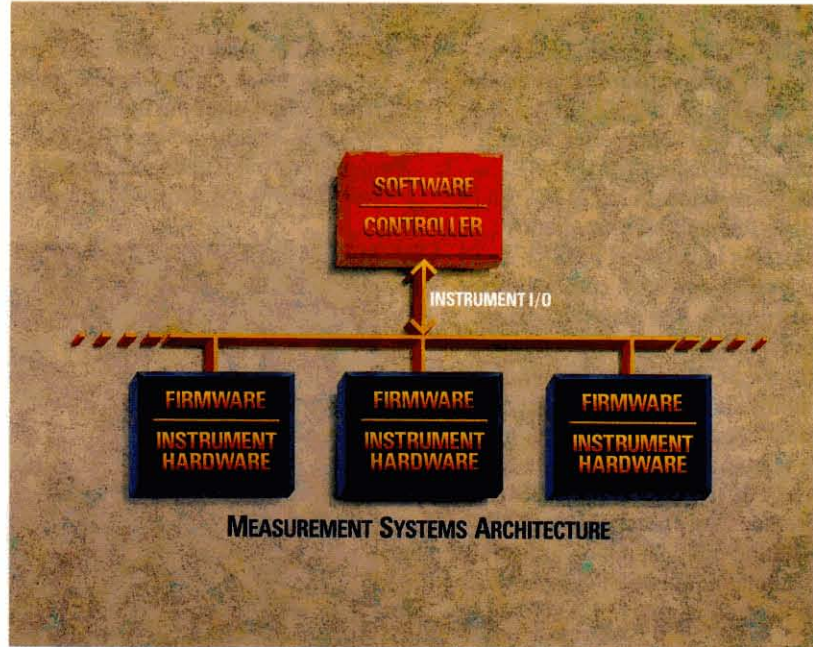 SOFTWARE
CONTROLLER
INSTRUMENT I/O
FIRMWARE
INSTRUMENT
HARDWARE
FIRMWARE
INSTRUMENT
HARDWARE
FIRMWARE
INSTRUMENT
HARDWARE
MEASUREMENT SYSTEMS ARCHITECTURE